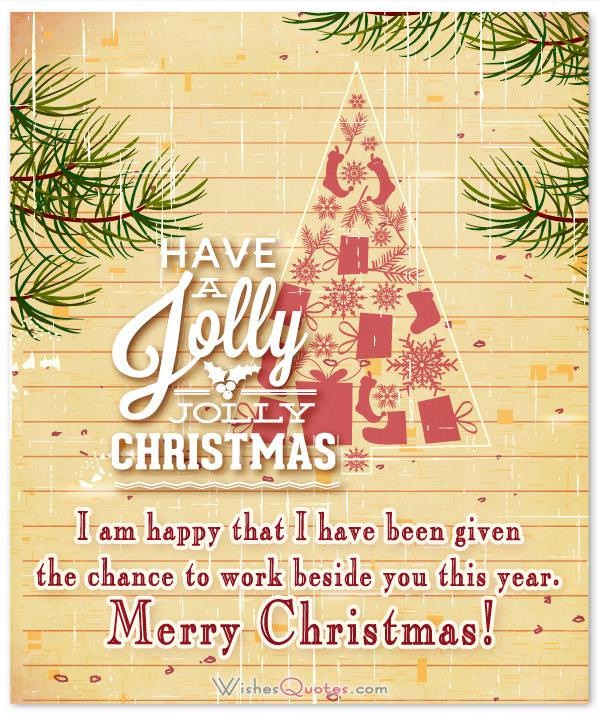 HAVE
A
Jolly
JOLLY
CHRISTMAS
I am happy that I have been given
the chance to work beside you this year.
Merry Christmas!
WishesQuotes.com